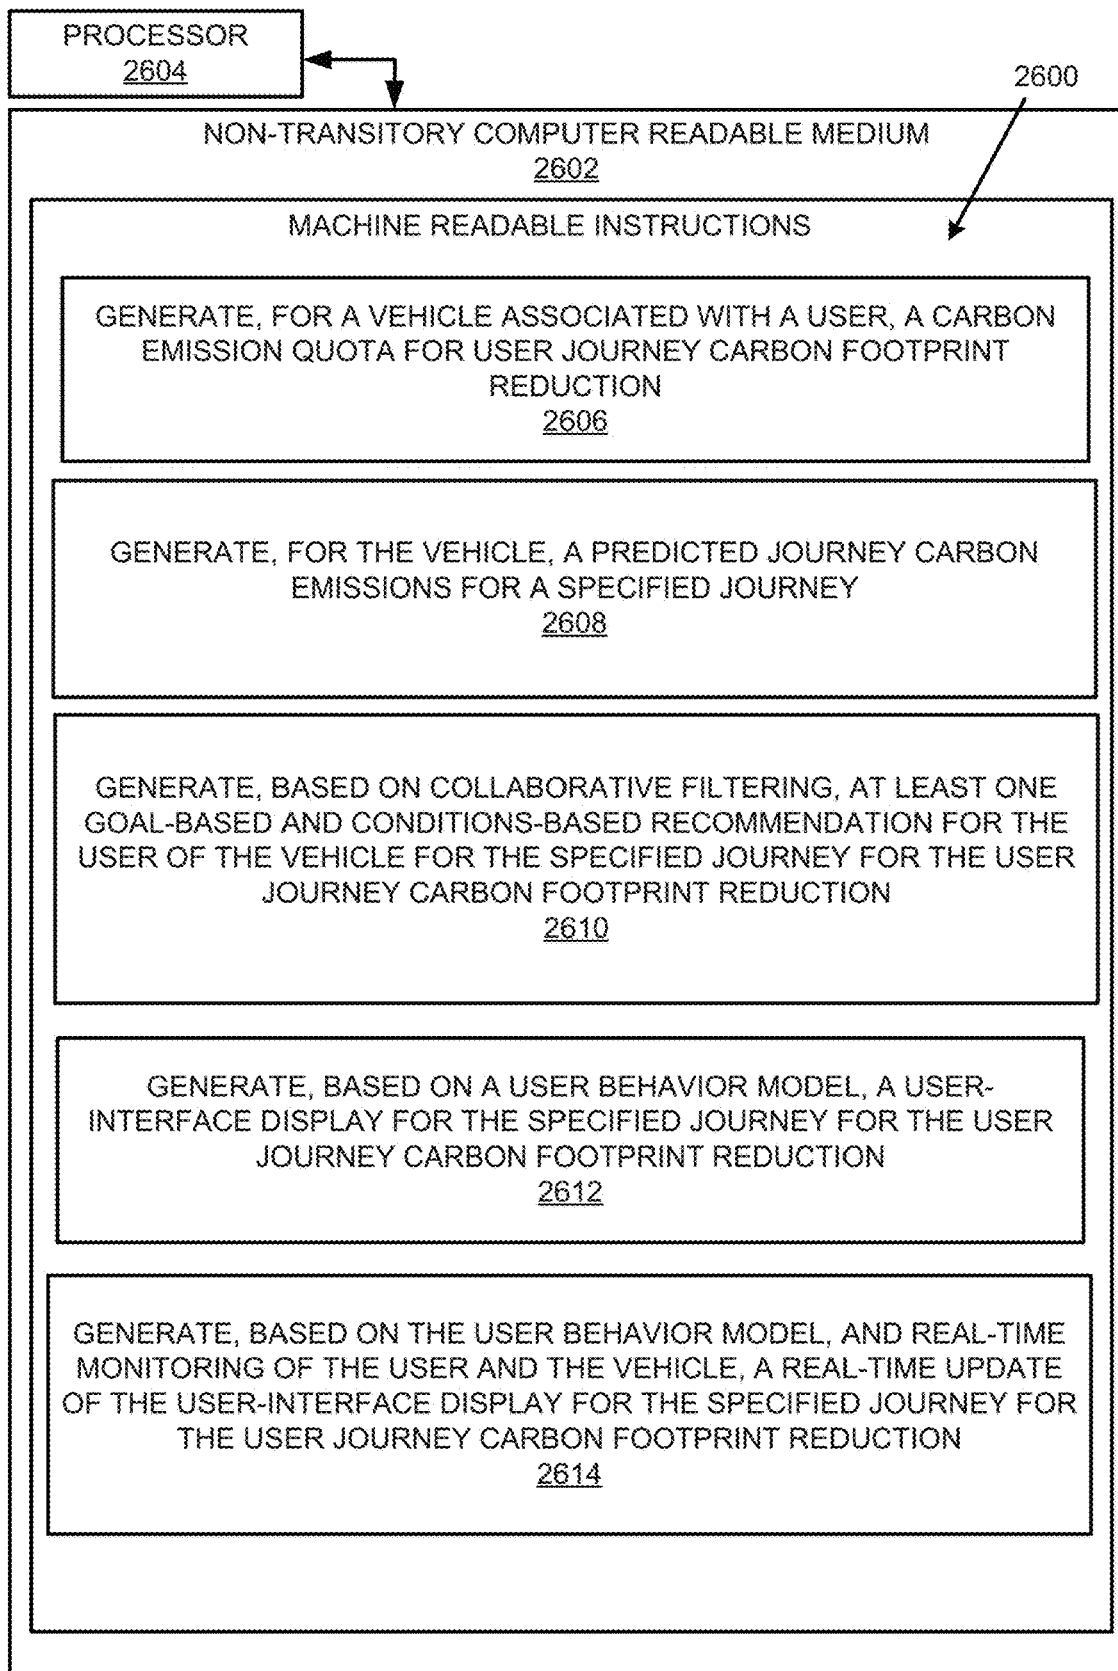 PROCESSOR
2604
2600
NON-TRANSITORY COMPUTER READABLE MEDIUM
2602
MACHINE READABLE INSTRUCTIONS
GENERATE, FOR A VEHICLE ASSOCIATED WITH A USER, A CARBON
EMISSION QUOTA FOR USER JOURNEY CARBON FOOTPRINT
REDUCTION
2606
GENERATE, FOR THE VEHICLE, A PREDICTED JOURNEY CARBON
EMISSIONS FOR A SPECIFIED JOURNEY
2608
GENERATE, BASED ON COLLABORATIVE FILTERING, AT LEAST ONE
GOAL-BASED AND CONDITIONS-BASED RECOMMENDATION FOR THE
USER OF THE VEHICLE FOR THE SPECIFIED JOURNEY FOR THE USER
JOURNEY CARBON FOOTPRINT REDUCTION
2610
GENERATE, BASED ON A USER BEHAVIOR MODEL, A USER-
INTERFACE DISPLAY FOR THE SPECIFIED JOURNEY FOR THE USER
JOURNEY CARBON FOOTPRINT REDUCTION
2612
GENERATE, BASED ON THE USER BEHAVIOR MODEL, AND REAL-TIME
MONITORING OF THE USER AND THE VEHICLE, A REAL-TIME UPDATE
OF THE USER-INTERFACE DISPLAY FOR THE SPECIFIED JOURNEY FOR
THE USER JOURNEY CARBON FOOTPRINT REDUCTION
2614